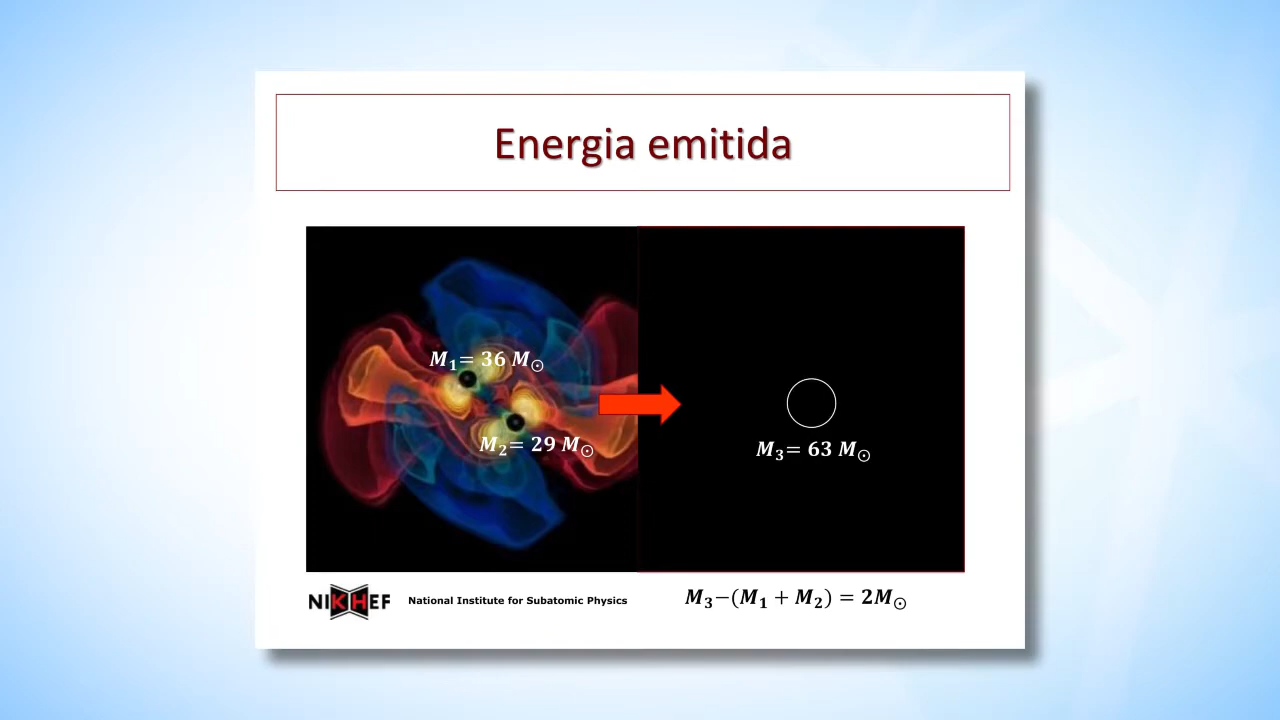 Energia emitida
M₁= 36 M⊙
M₂= 29 M⊙
M₃= 63 M⊙
NIKHEF
National Institute for Subatomic Physics
M₃−(M₁ + M₂) = 2M⊙